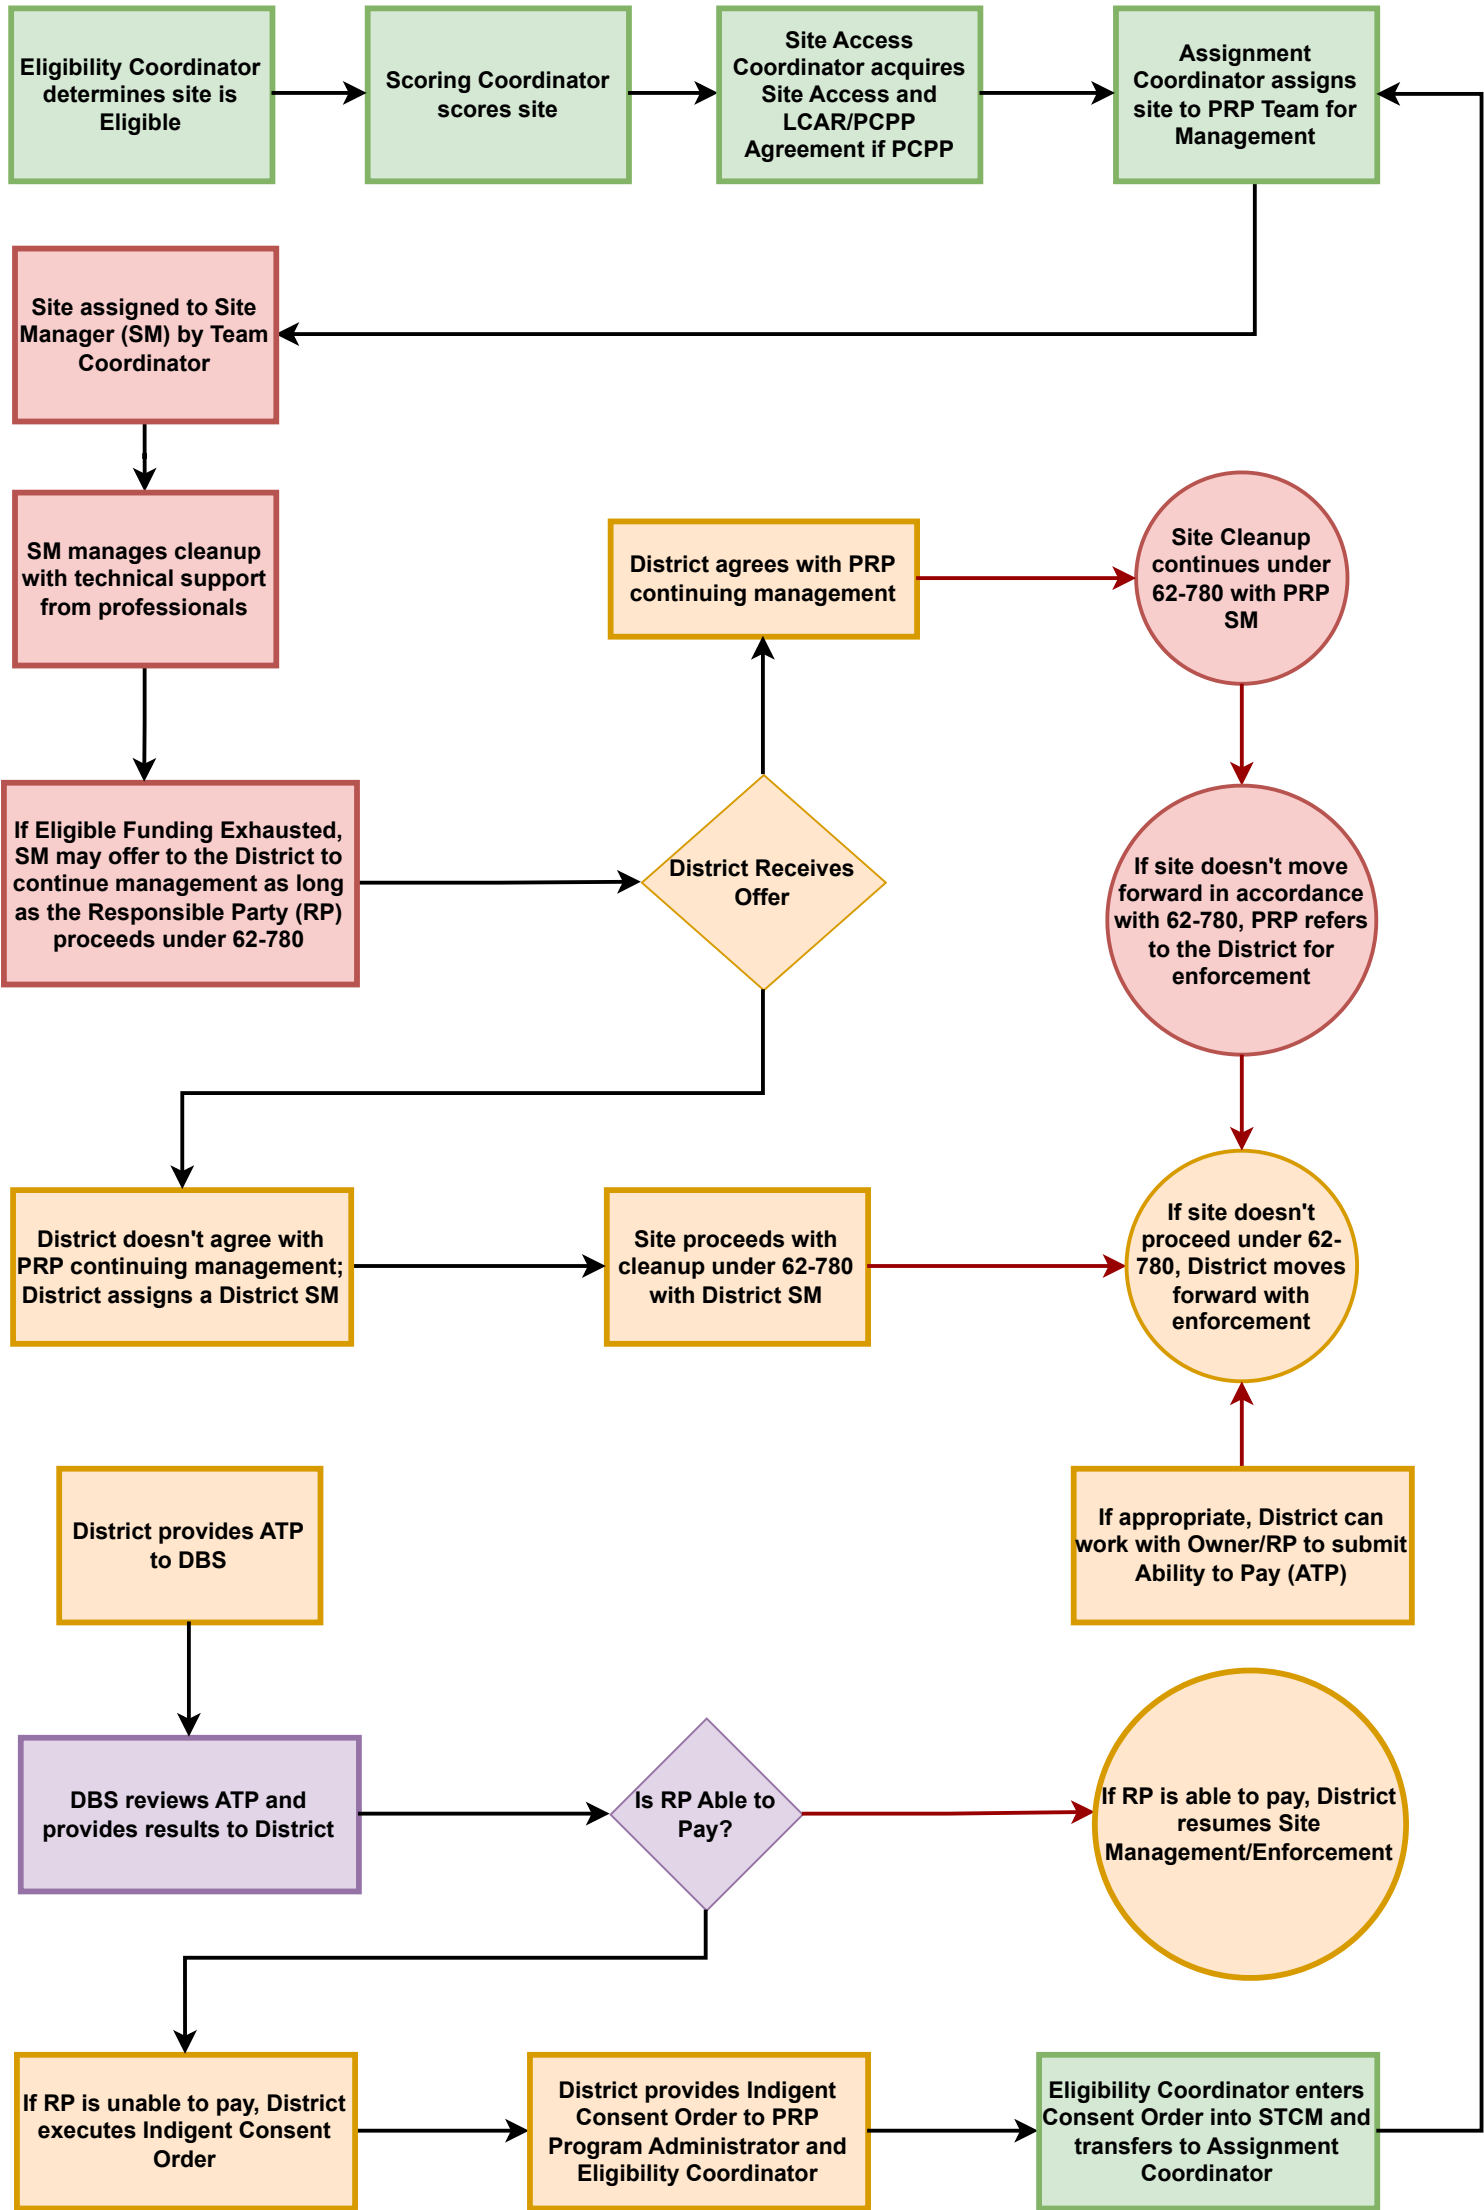 Eligibility Coordinator
determines site is
Eligible
Scoring Coordinator
scores site
Site Access
Coordinator acquires
Site Access and
LCAR/PCPP
Agreement if PCPP
Assignment
Coordinator assigns
site to PRP Team for
Management
Site assigned to Site
Manager (SM) by Team
Coordinator
SM manages cleanup
with technical support
from professionals
District agrees with PRP
continuing management
Site Cleanup
continues under
62-780 with PRP
SM
If Eligible Funding Exhausted,
SM may offer to the District to
continue management as long
as the Responsible Party (RP)
proceeds under 62-780
District Receives
Offer
If site doesn't move
forward in accordance
with 62-780, PRP refers
to the District for
enforcement
District doesn't agree with
PRP continuing management;
District assigns a District SM
Site proceeds with
cleanup under 62-780
with District SM
If site doesn't
proceed under 62-
780, District moves
forward with
enforcement
District provides ATP
to DBS
If appropriate, District can
work with Owner/RP to submit
Ability to Pay (ATP)
DBS reviews ATP and
provides results to District
Is RP Able to
Pay?
If RP is able to pay, District
resumes Site
Management/Enforcement
If RP is unable to pay, District
executes Indigent Consent
Order
District provides Indigent
Consent Order to PRP
Program Administrator and
Eligibility Coordinator
Eligibility Coordinator enters
Consent Order into STCM and
transfers to Assignment
Coordinator